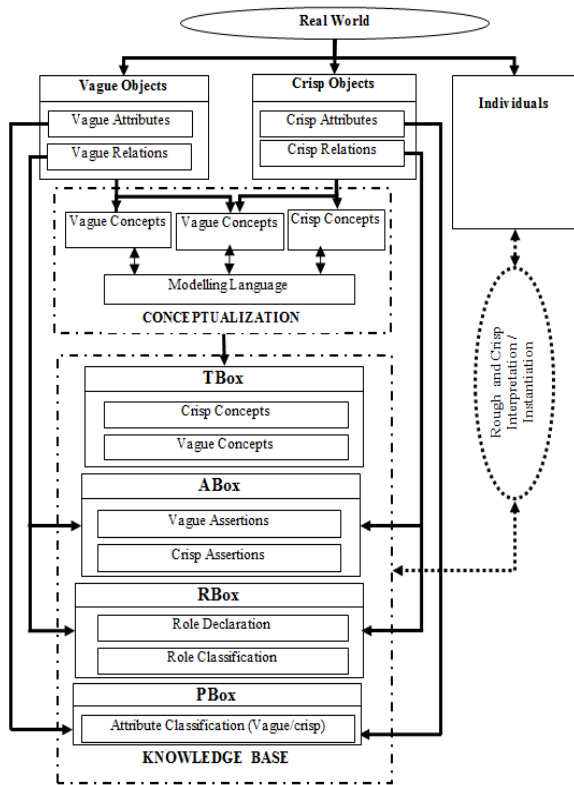 Real World
Vague Objects
Vague Attributes
Vague Relations
Crisp Objects
Crisp Attributes
Crisp Relations
Individuals
Vague Concepts
Vague Concepts
Crisp Concepts
Modelling Language
CONCEPTUALIZATION
Rough and Crisp
Interpretation /
Instantiation
TBox
Crisp Concepts
Vague Concepts
ABox
Vague Assertions
Crisp Assertions
RBox
Role Declaration
Role Classification
PBox
Attribute Classification (Vague/crisp)
KNOWLEDGE BASE